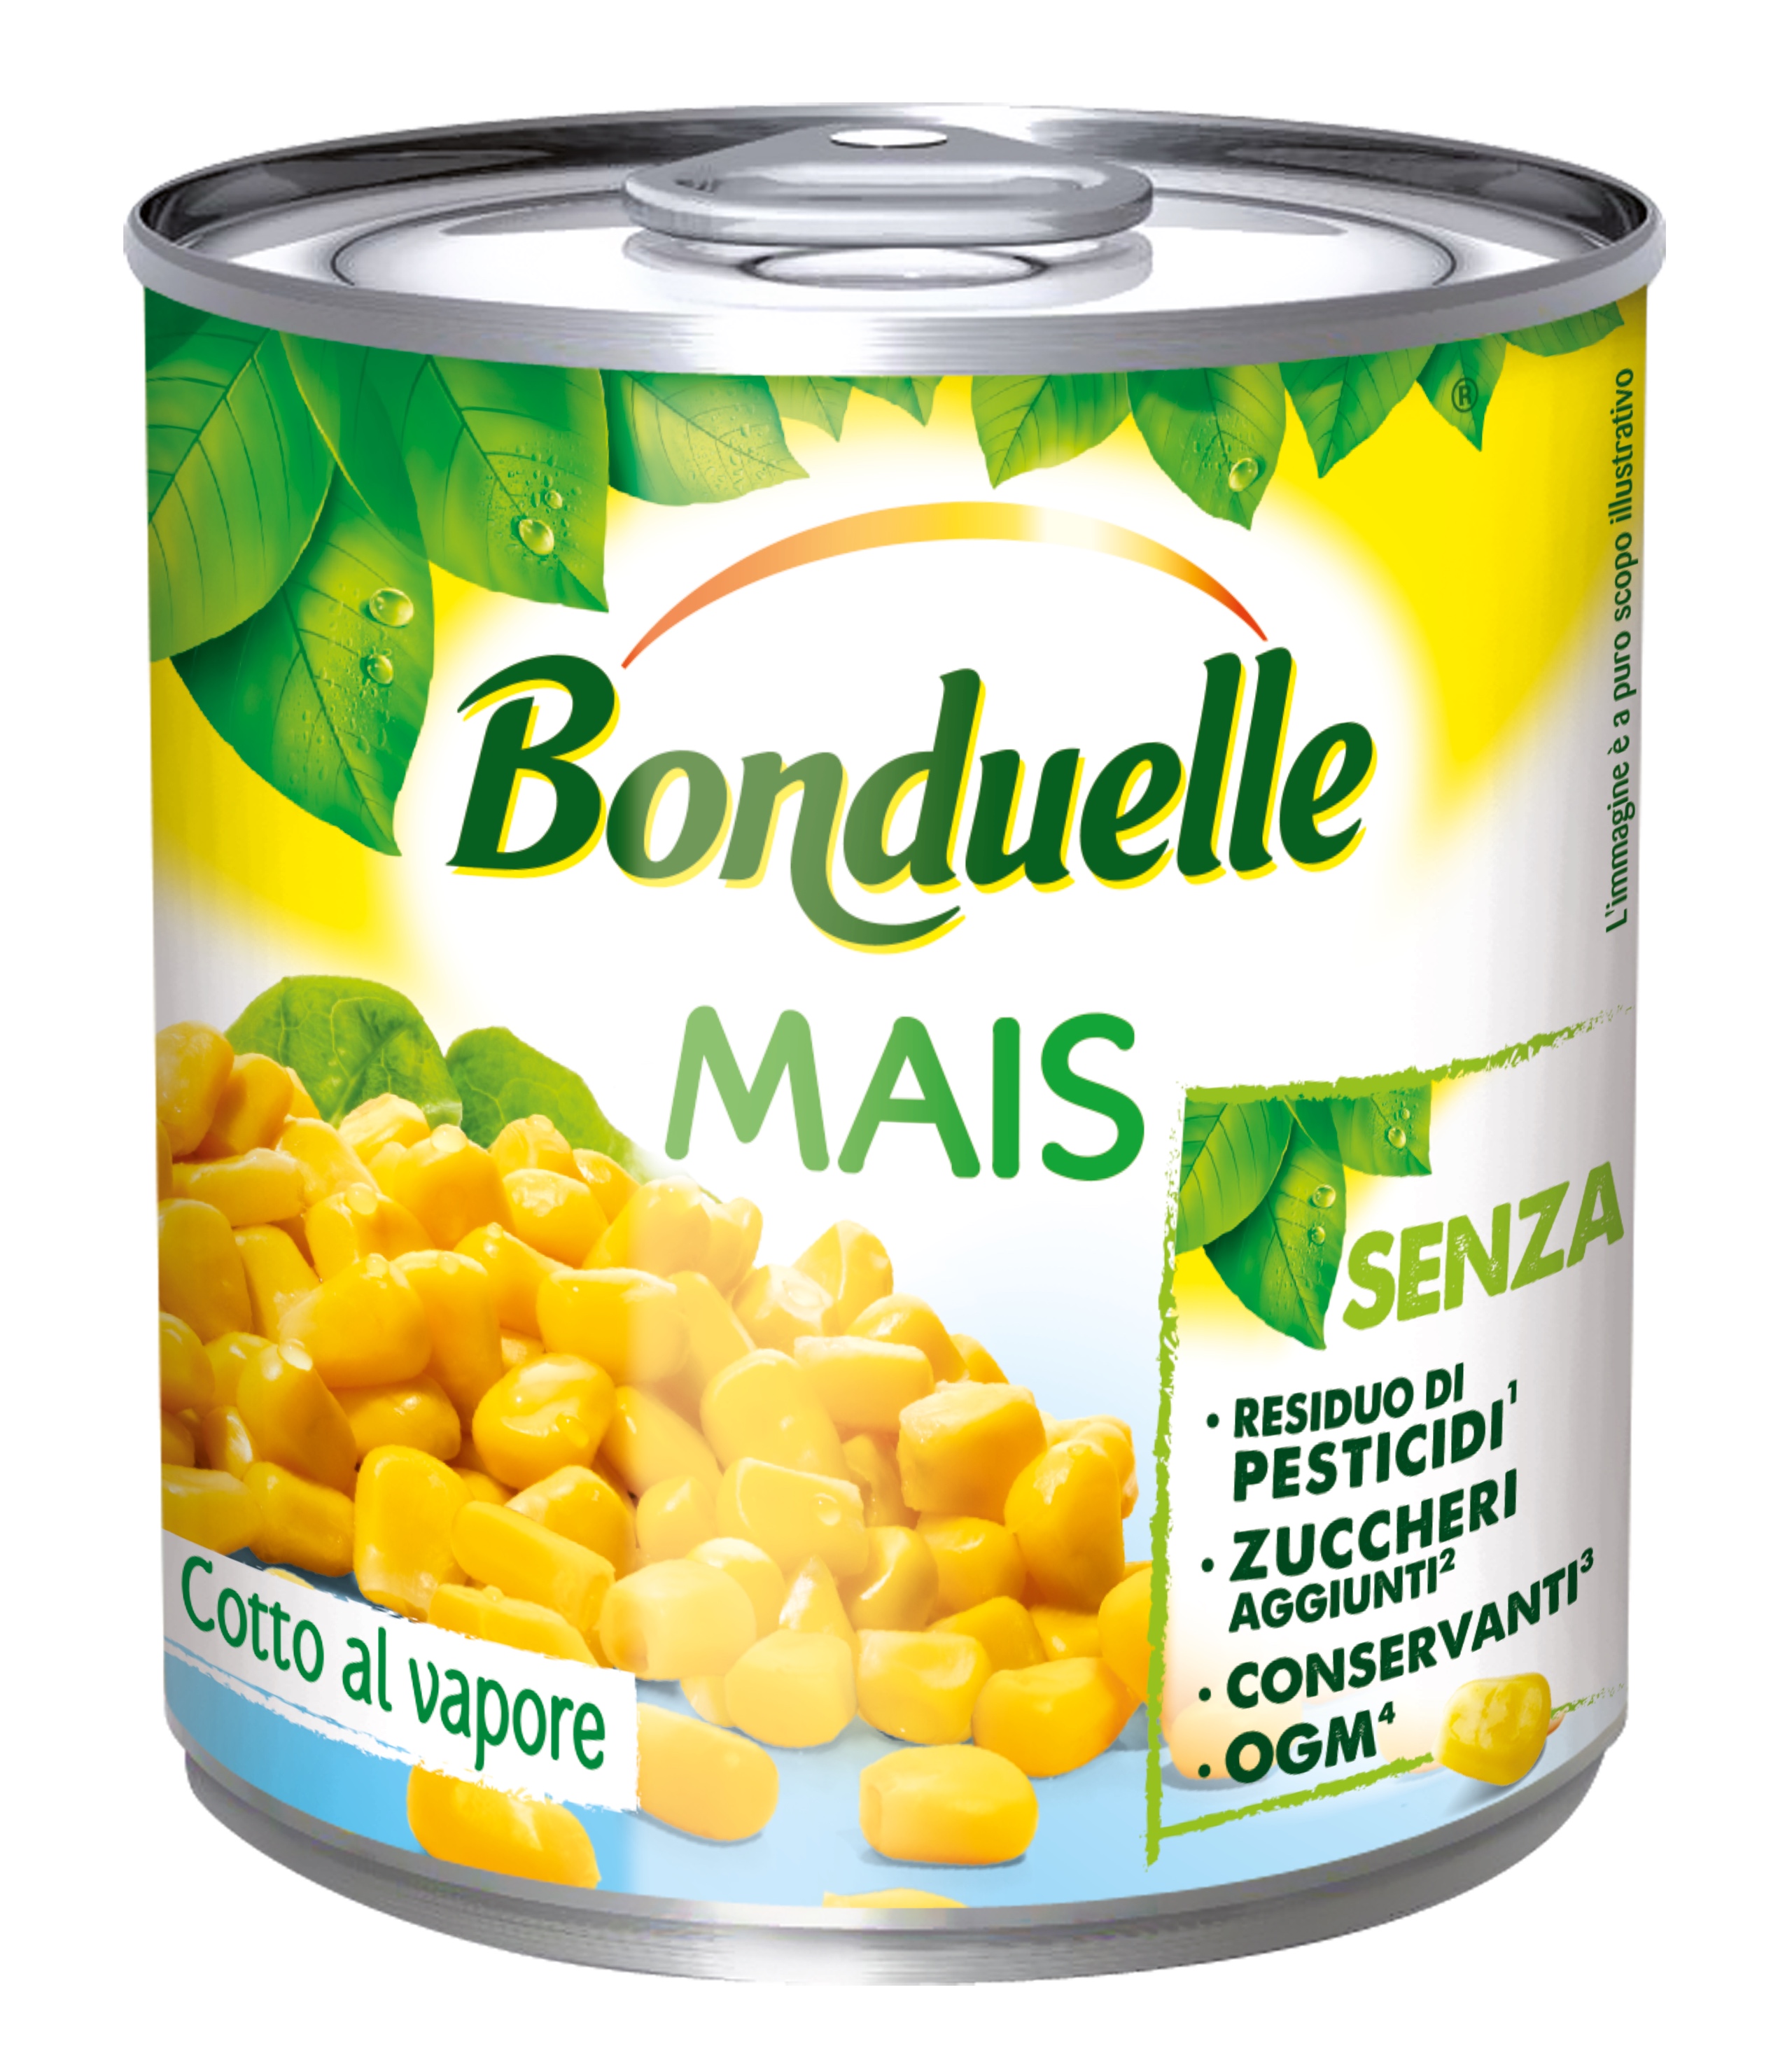 ®
L'immagine è a puro scopo illustrativo
Bonduelle
MAIS
SENZA
• RESIDUO DI
PESTICIDI¹
• ZUCCHERI
AGGIUNTI²
• CONSERVANTI³
• OGM⁴
Cotto al vapore